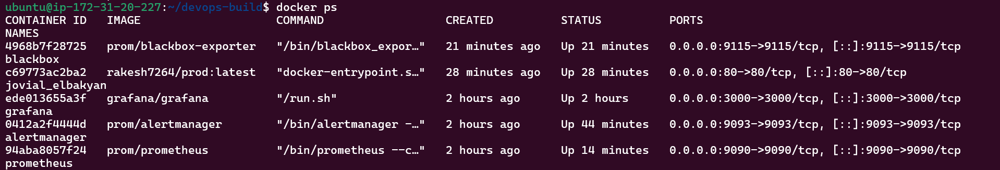 ubuntu@ip-172-31-20-227:~/devops-build$ docker ps
CONTAINER ID   IMAGE                    COMMAND                  CREATED          STATUS          PORTS
NAMES
4968b7f28725   prom/blackbox-exporter   "/bin/blackbox_expor…"   21 minutes ago   Up 21 minutes   0.0.0.0:9115->9115/tcp, [::]:9115->9115/tcp
blackbox
c69773ac2ba2   rakesh7264/prod:latest   "docker-entrypoint.s…"   28 minutes ago   Up 28 minutes   0.0.0.0:80->80/tcp, [::]:80->80/tcp
jovial_elbakyan
ede013655a3f   grafana/grafana          "/run.sh"                2 hours ago      Up 2 hours      0.0.0.0:3000->3000/tcp, [::]:3000->3000/tcp
grafana
0412a2f4444d   prom/alertmanager        "/bin/alertmanager -…"   2 hours ago      Up 44 minutes   0.0.0.0:9093->9093/tcp, [::]:9093->9093/tcp
alertmanager
94aba8057f24   prom/prometheus          "/bin/prometheus --c…"   2 hours ago      Up 14 minutes   0.0.0.0:9090->9090/tcp, [::]:9090->9090/tcp
prometheus